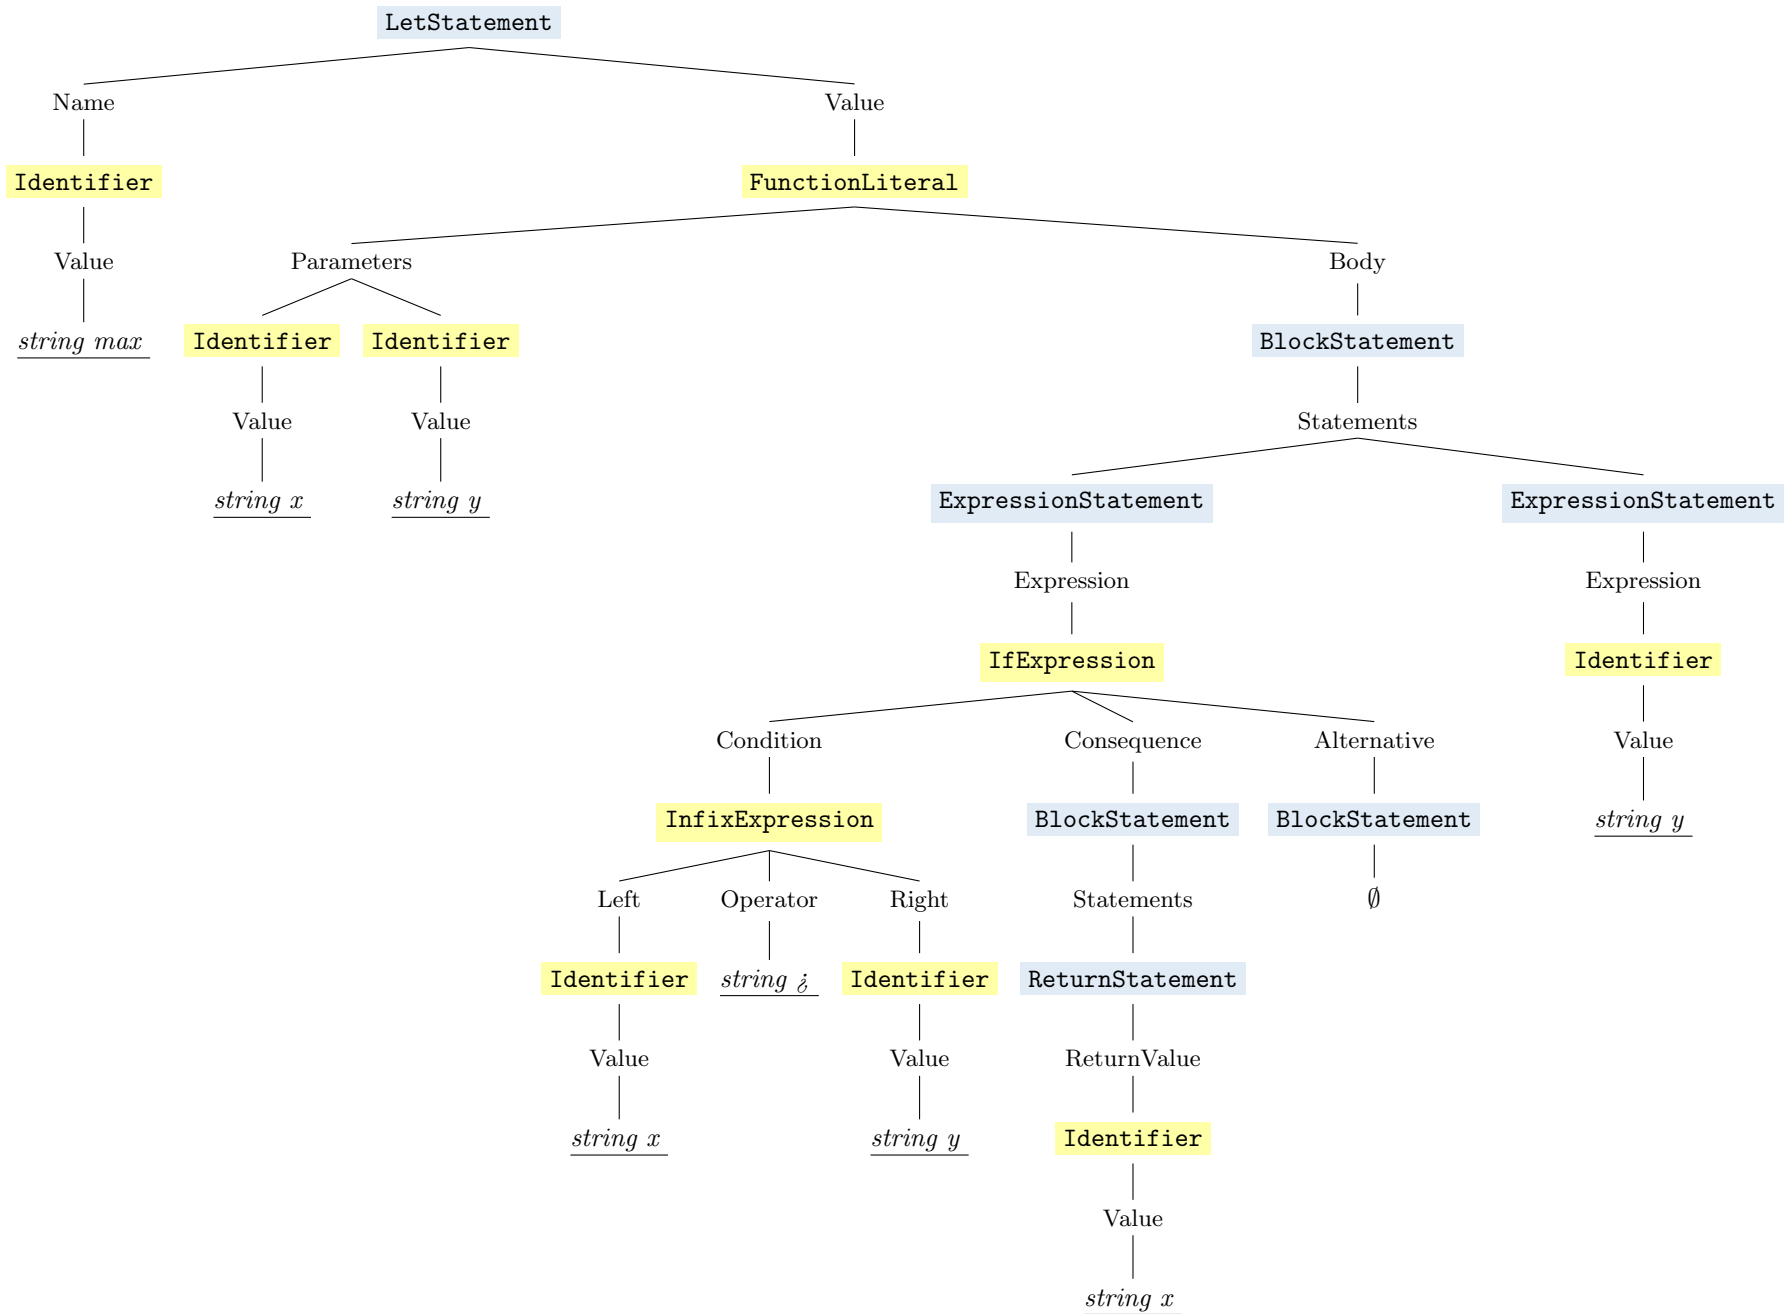 LetStatement
Name Value
Identifier FunctionLiteral
Value Parameters Body
string max Identifier Identifier BlockStatement
Value Value Statements
string x string y ExpressionStatement ExpressionStatement
Expression Expression
IfExpression Identifier
Condition Consequence Alternative Value
InfixExpression BlockStatement BlockStatement string y
Left Operator Right Statements ∅
Identifier string ¿ Identifier ReturnStatement
Value Value ReturnValue
string x string y Identifier
Value
string x